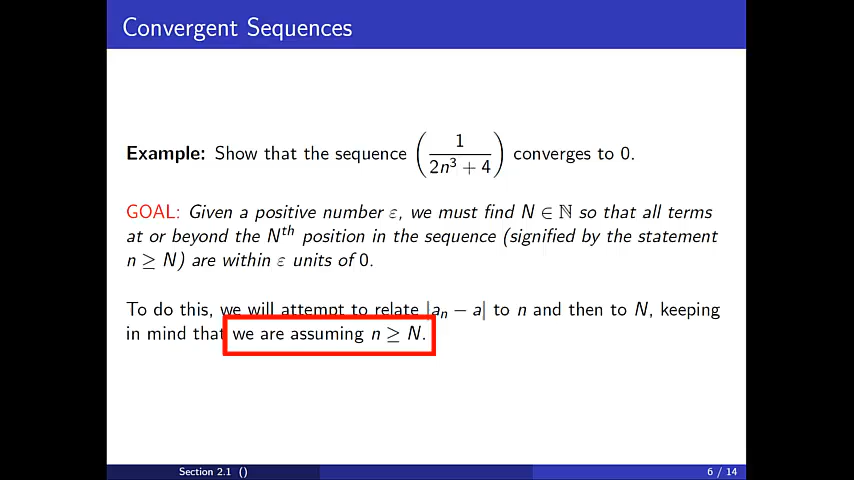 Convergent Sequences
Example: Show that the sequence (1/(2n³ + 4)) converges to 0.
GOAL: Given a positive number ε, we must find N ∈ ℕ so that all terms
at or beyond the Nᵗʰ position in the sequence (signified by the statement
n ≥ N) are within ε units of 0.
To do this, we will attempt to relate |aₙ − a| to n and then to N, keeping
in mind that we are assuming n ≥ N.
Section 2.1 ()
6 / 14